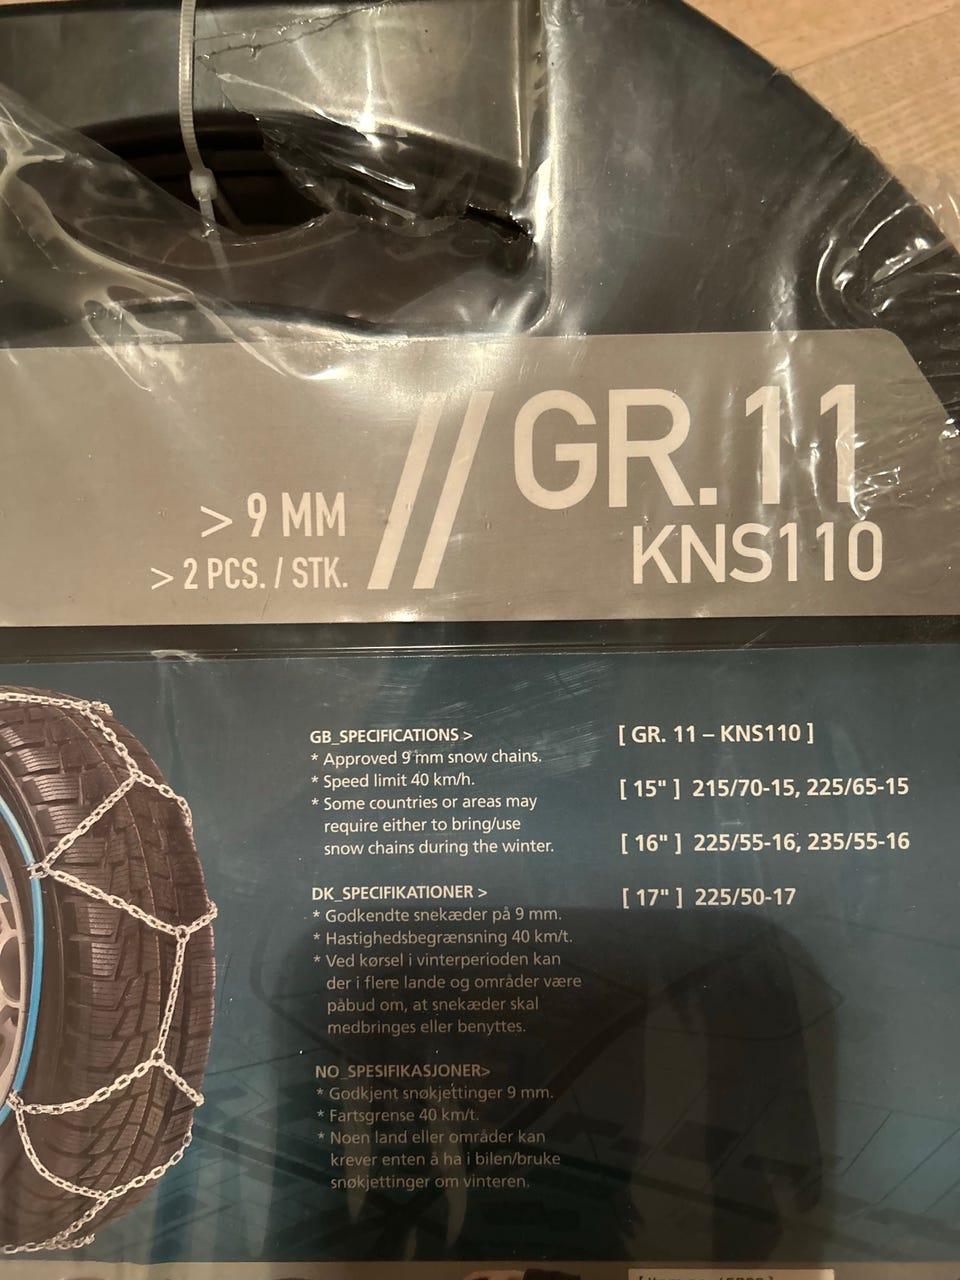 GR. 11
> 9 MM
KNS110
> 2 PCS. / STK.
GB_SPECIFICATIONS >
* Approved 9 mm snow chains.
* Speed limit 40 km/h.
* Some countries or areas may
require either to bring/use
snow chains during the winter.
DK_SPECIFIKATIONER >
* Godkendte snekæder på 9 mm.
* Hastighedsbegrænsning 40 km/t.
* Ved kørsel i vinterperioden kan
der i flere lande og områder være
påbud om, at snekæder skal
medbringes eller benyttes.
NO_SPESIFIKASJONER>
* Godkjent snøkjettinger 9 mm.
* Fartsgrense 40 km/t.
* Noen land eller områder kan
krever enten å ha i bilen/bruke
snøkjettinger om vinteren.
[ GR. 11 – KNS110 ]
[ 15" ] 215/70-15, 225/65-15
[ 16" ] 225/55-16, 235/55-16
[ 17" ] 225/50-17